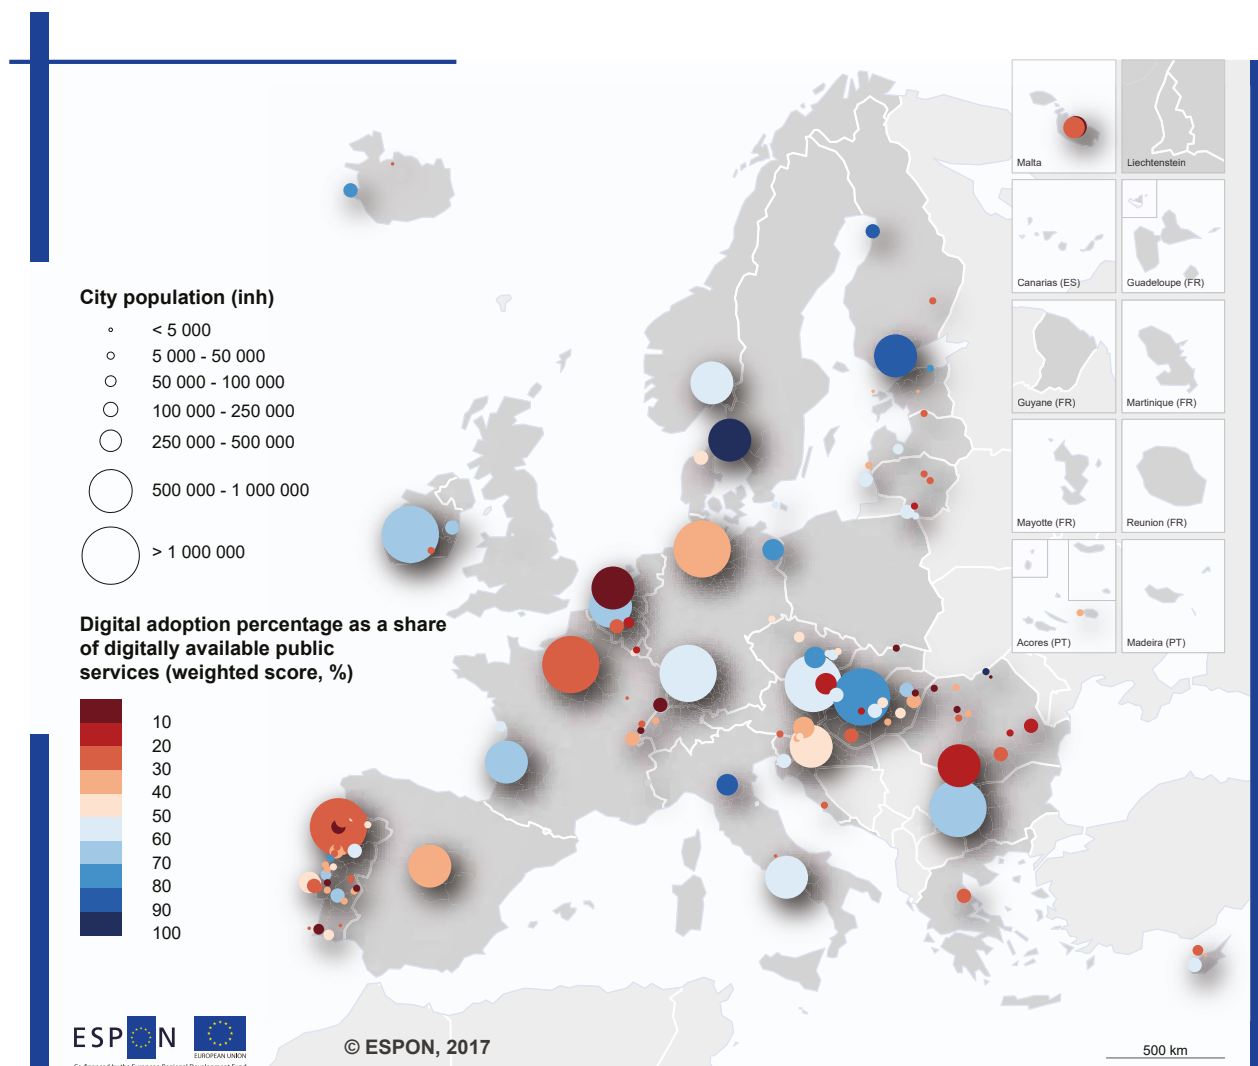 City population (inh)
< 5 000
5 000 - 50 000
50 000 - 100 000
100 000 - 250 000
250 000 - 500 000
500 000 - 1 000 000
> 1 000 000
Digital adoption percentage as a share
of digitally available public
services (weighted score, %)
10
20
30
40
50
60
70
80
90
100
Malta
Liechtenstein
Canarias (ES)
Guadeloupe (FR)
Guyane (FR)
Martinique (FR)
Mayotte (FR)
Reunion (FR)
Acores (PT)
Madeira (PT)
ESPON
EUROPEAN UNION
© ESPON, 2017
500 km